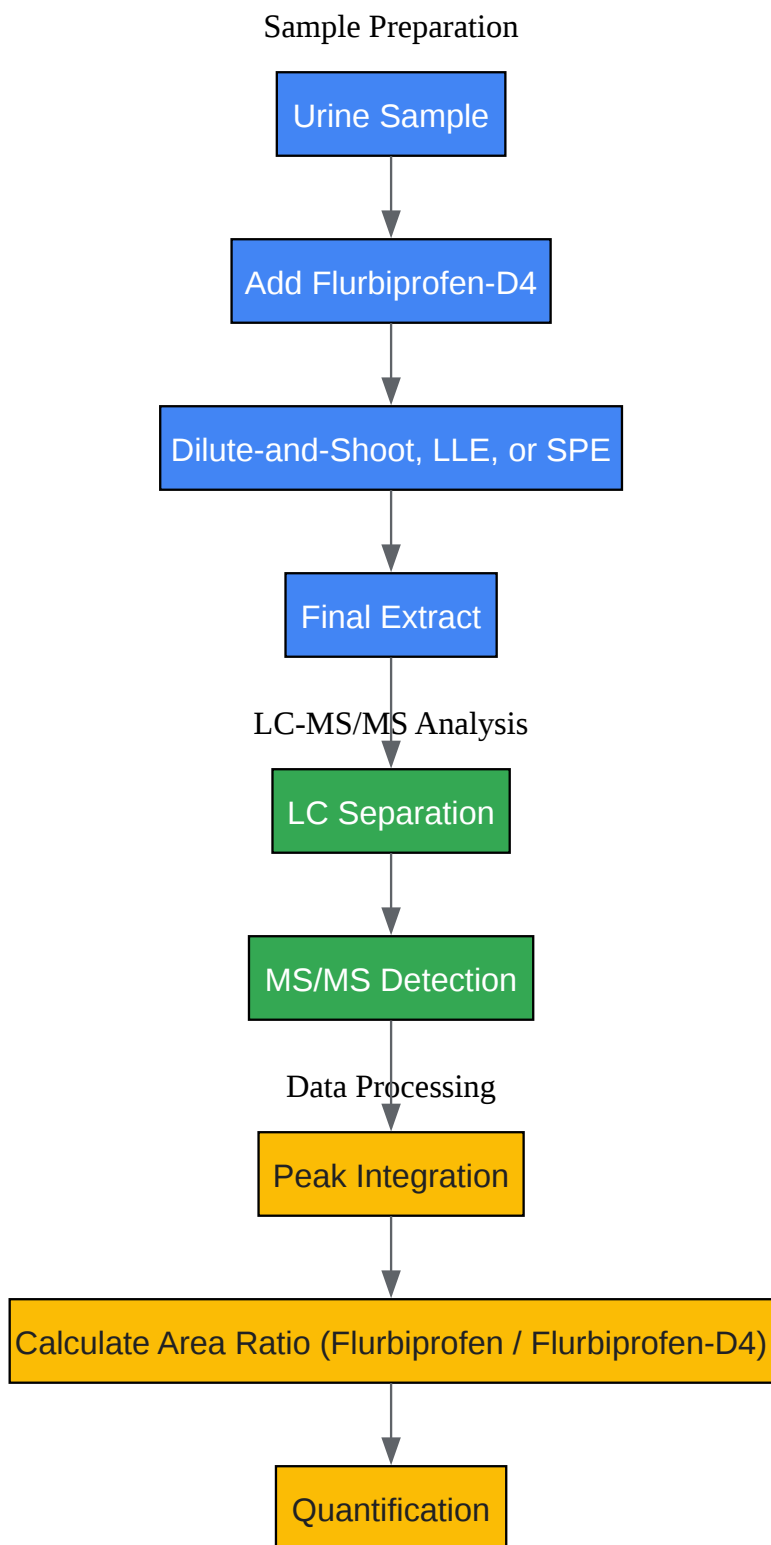 Sample Preparation
Urine Sample
Add Flurbiprofen-D4
Dilute-and-Shoot, LLE, or SPE
Final Extract
LC-MS/MS Analysis
LC Separation
MS/MS Detection
Data Processing
Peak Integration
Calculate Area Ratio (Flurbiprofen / Flurbiprofen-D4)
Quantification